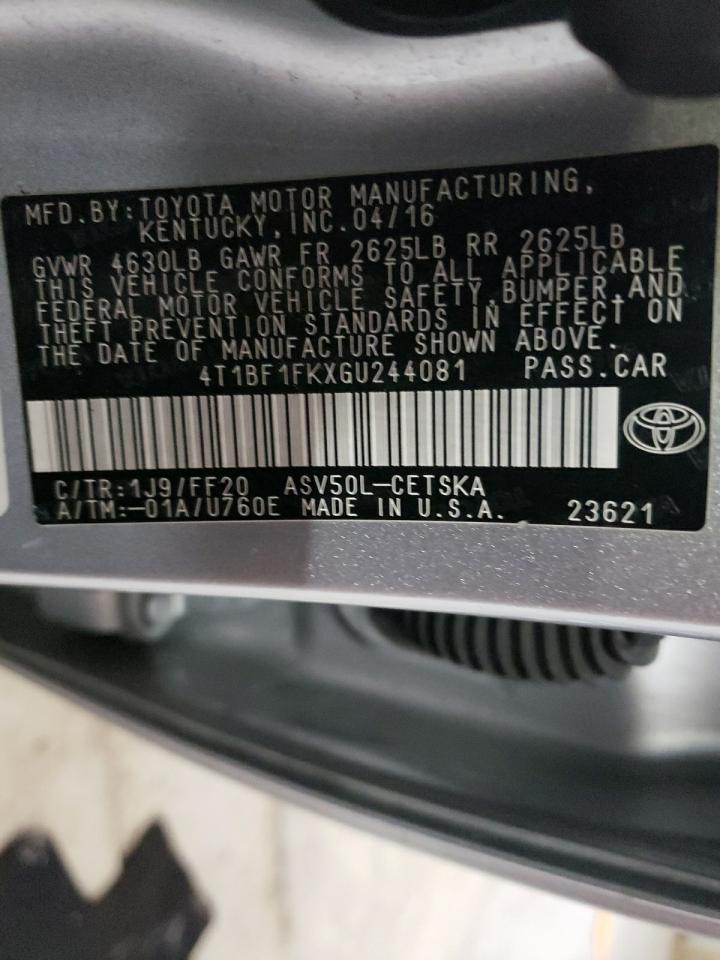 MFD.BY:TOYOTA MOTOR MANUFACTURING,
KENTUCKY,INC.04/16
GVWR 4630LB GAWR FR 2625LB RR 2625LB
THIS VEHICLE CONFORMS TO ALL APPLICABLE
FEDERAL MOTOR VEHICLE SAFETY,BUMPER,AND
THEFT PREVENTION STANDARDS IN EFFECT ON
THE DATE OF MANUFACTURE SHOWN ABOVE.
4T1BF1FKXGU244081 PASS.CAR
C/TR:1J9/FF20 ASV50L-CETSKA
A/TM:-01A/U760E MADE IN U.S.A. 23621